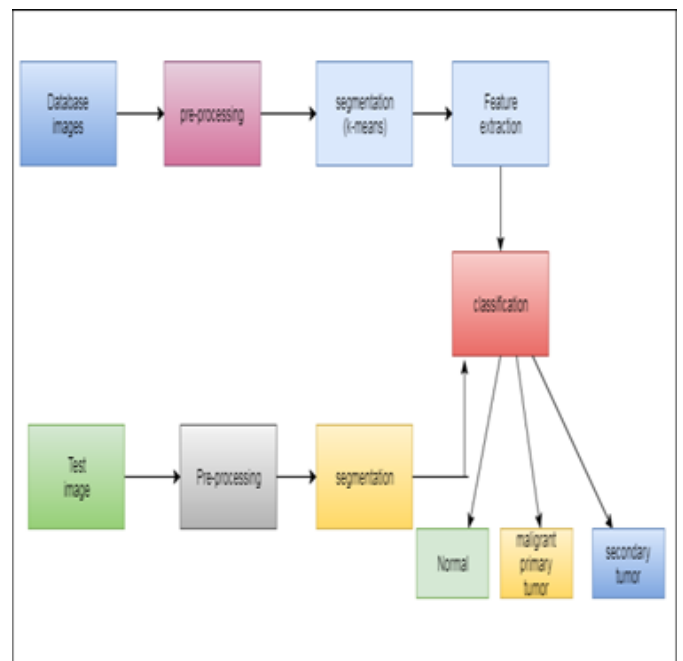 Database
images
pre-processing
segmentation
(k-means)
Feature
extraction
classification
Test
image
Pre-processing
segmentation
Normal
malignant
primary
tumor
secondary
tumor